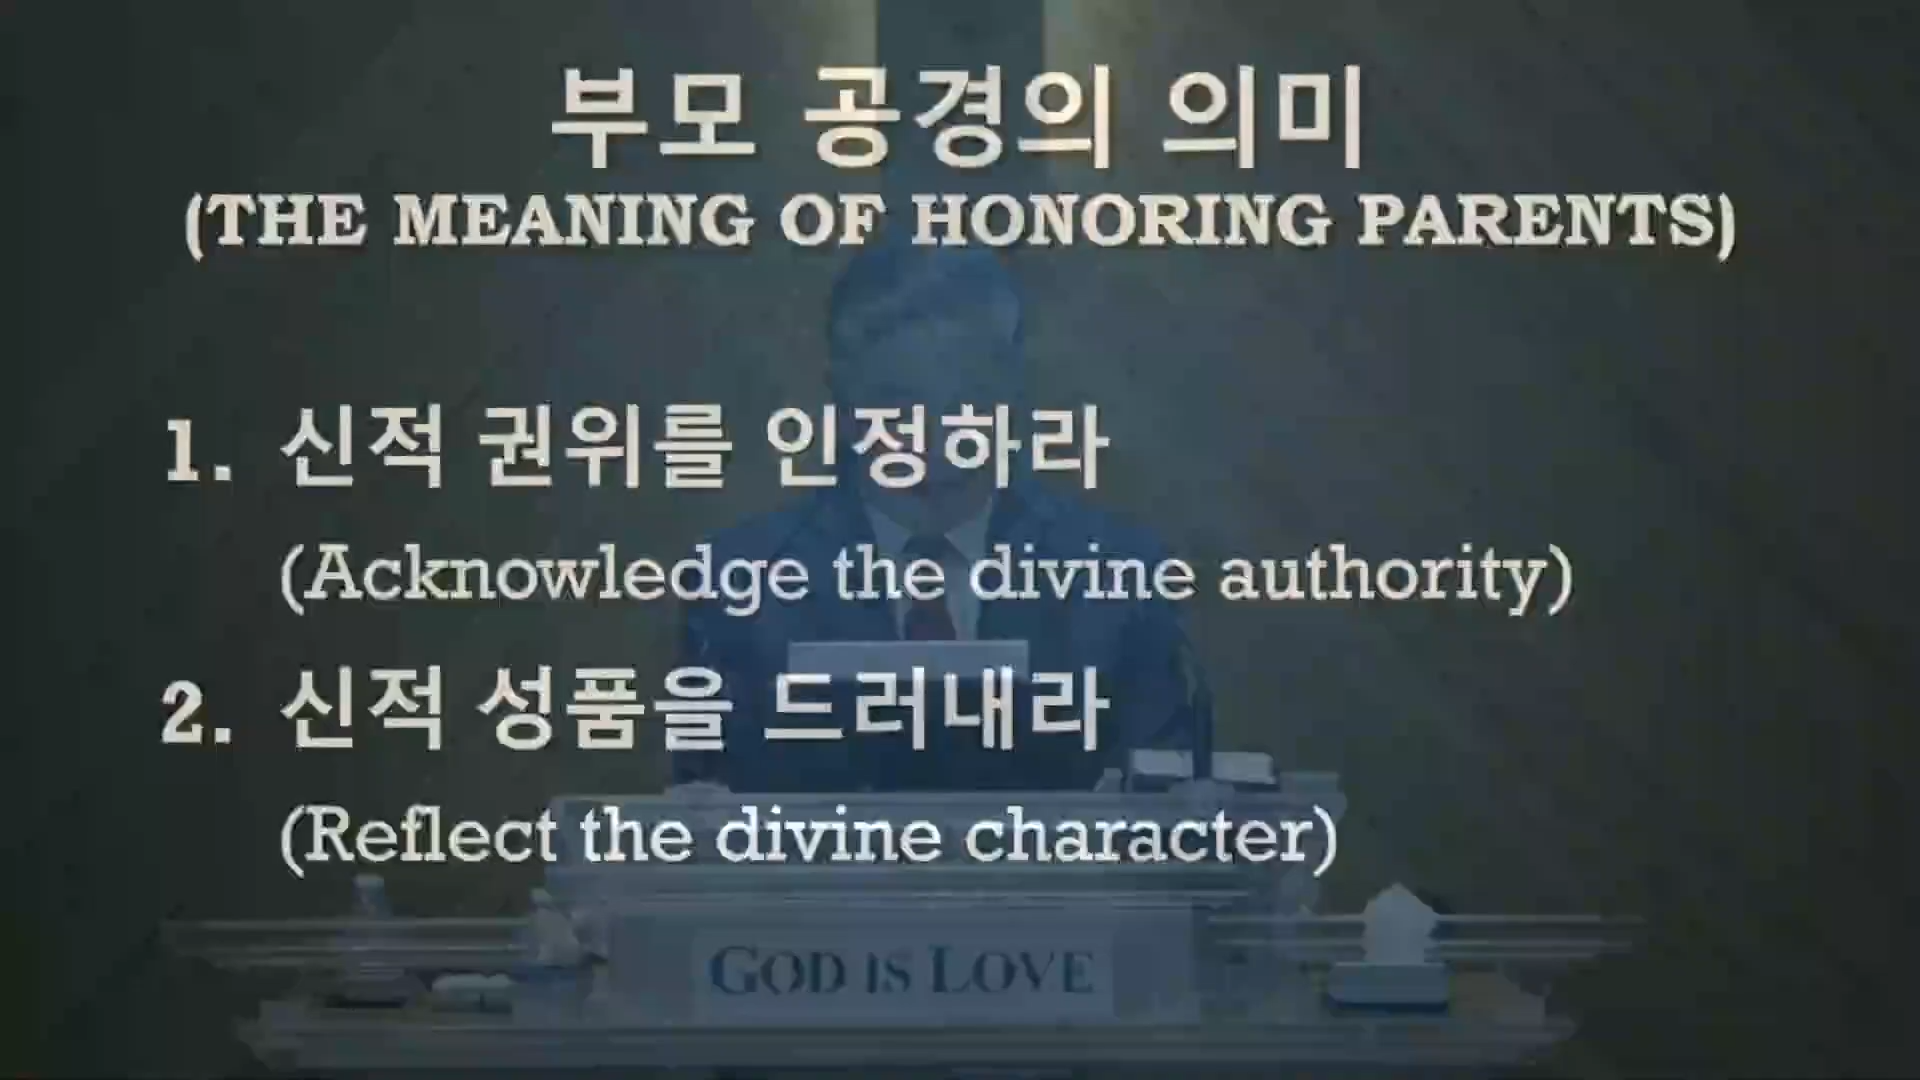 부모 공경의 의미
(THE MEANING OF HONORING PARENTS)
1. 신적 권위를 인정하라
(Acknowledge the divine authority)
2. 신적 성품을 드러내라
(Reflect the divine character)
GOD IS LOVE